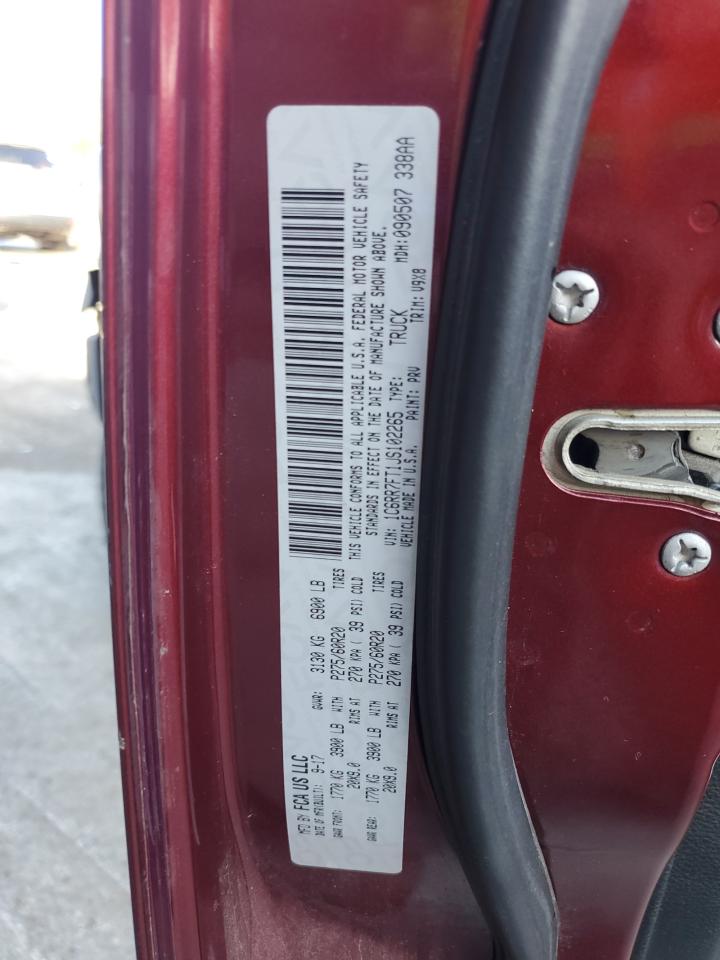 MFD BY FCA US LLC
DATE OF MFR(BUILT): 9-17 GVWR: 3130 KG 6900 LB
GAWR FRONT: 1770 KG 3900 LB WITH P275/60R20 TIRES
20X9.0 RIMS AT 270 KPA ( 39 PSI) COLD
GAWR REAR: 1770 KG 3900 LB WITH P275/60R20 TIRES
20X9.0 RIMS AT 270 KPA ( 39 PSI) COLD
THIS VEHICLE CONFORMS TO ALL APPLICABLE U.S.A. FEDERAL MOTOR VEHICLE SAFETY
STANDARDS IN EFFECT ON THE DATE OF MANUFACTURE SHOWN ABOVE.
VIN: 1C6RR7FT1JS102265 TYPE: TRUCK MDH:090507 338AA
VEHICLE MADE IN U.S.A. PAINT: PRV TRIM: V9X8